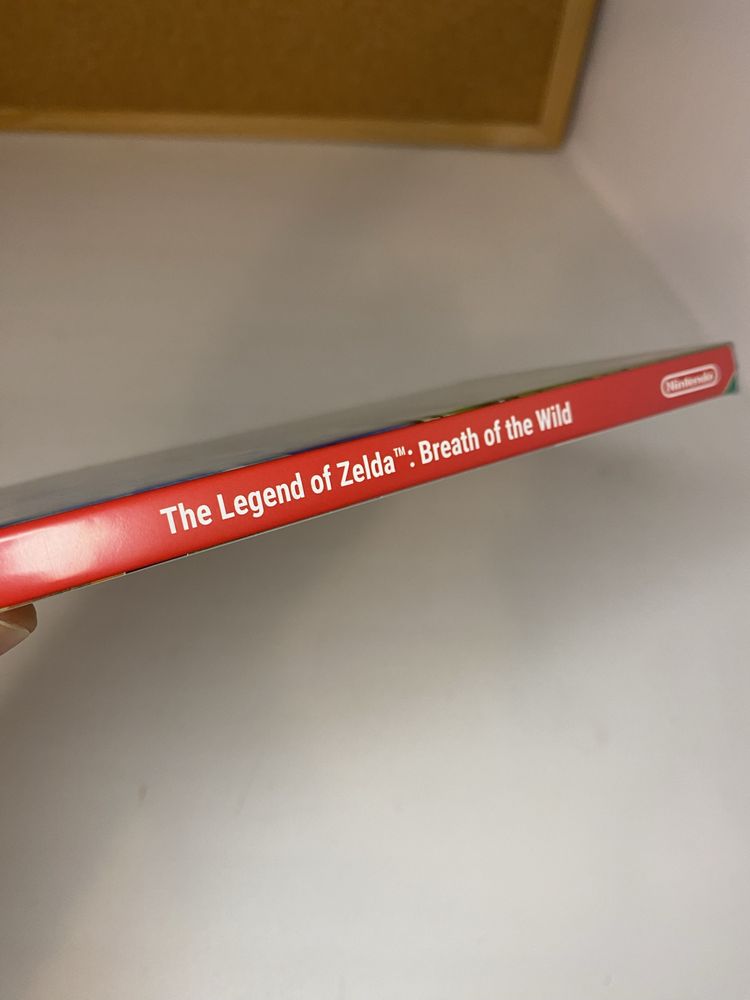 The Legend of Zelda™: Breath of the Wild
Nintendo